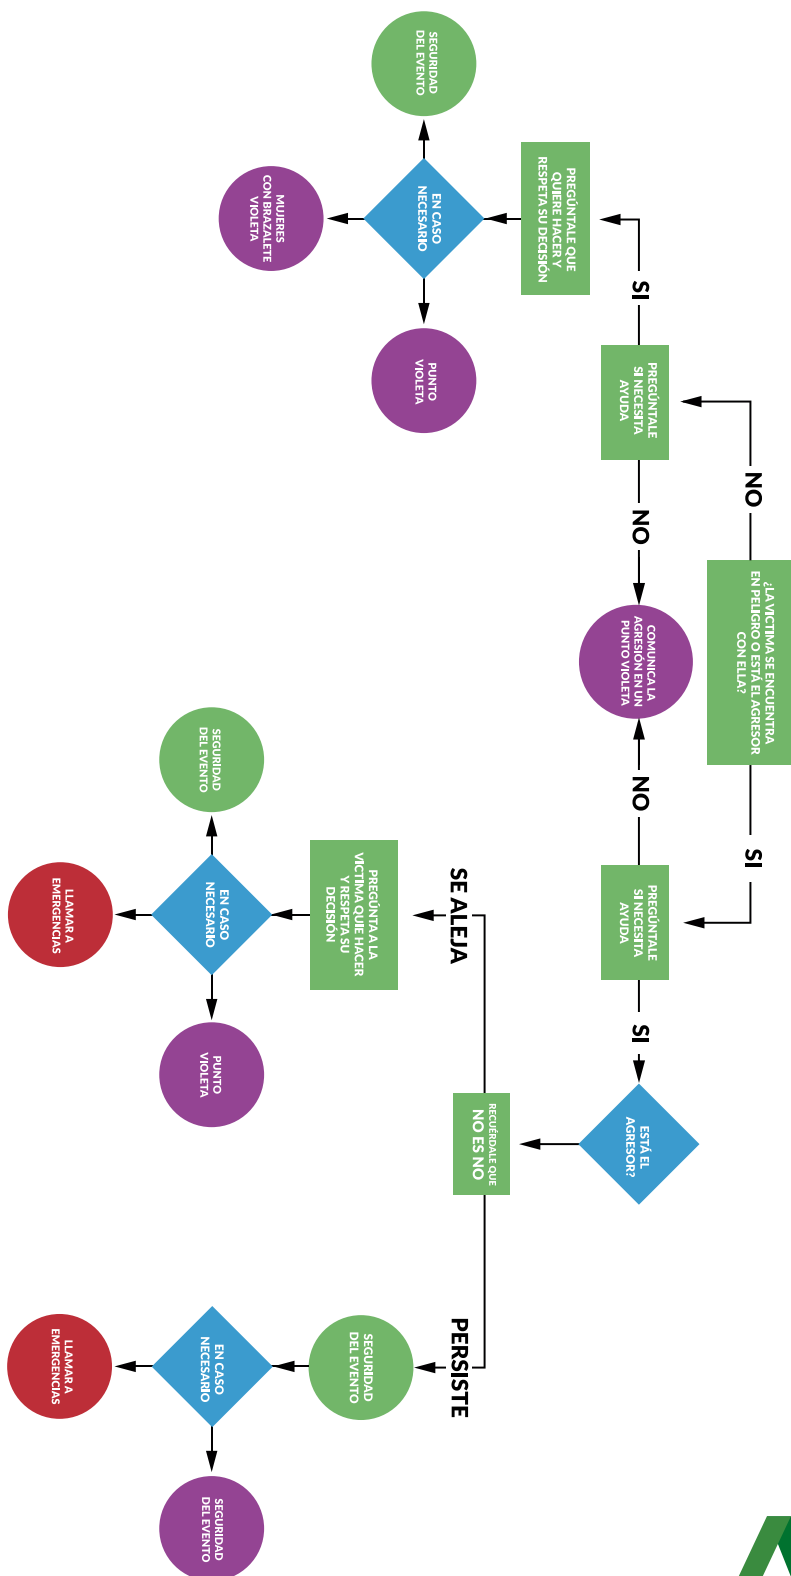 ¿LA VICTIMA SE ENCUENTRA
EN PELIGRO O ESTÁ EL AGRESOR
CON ELLA?
NO
SI
PREGÚNTALE
SI NECESITA
AYUDA
SI
NO
COMUNICA LA
AGRESIÓN EN UN
PUNTO VIOLETA
NO
PREGÚNTALE
SI NECESITA
AYUDA
SI
ESTÁ EL
AGRESOR?
PREGÚNTALE QUE
QUIERE HACER Y
RESPETA SU DECISIÓN
EN CASO
NECESARIO
SEGURIDAD
DEL EVENTO
MUJERES
CON BRAZALETE
VIOLETA
PUNTO
VIOLETA
RECUÉRDALE QUE
NO ES NO
SE ALEJA
PERSISTE
PREGÚNTA A LA
VICTIMA QUIE HACER
Y RESPETA SU
DECISIÓN
EN CASO
NECESARIO
SEGURIDAD
DEL EVENTO
LLAMAR A
EMERGENCIAS
PUNTO
VIOLETA
SEGURIDAD
DEL EVENTO
EN CASO
NECESARIO
LLAMAR A
EMERGENCIAS
SEGURIDAD
DEL EVENTO